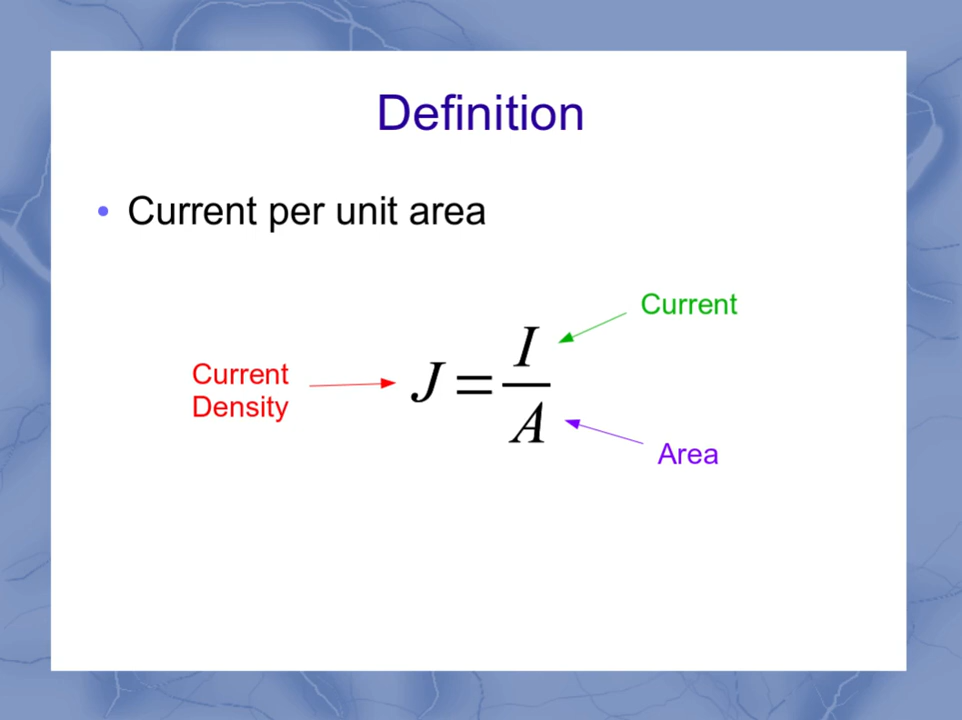 Definition
• Current per unit area
Current
Current
Density
J = I/A
Area